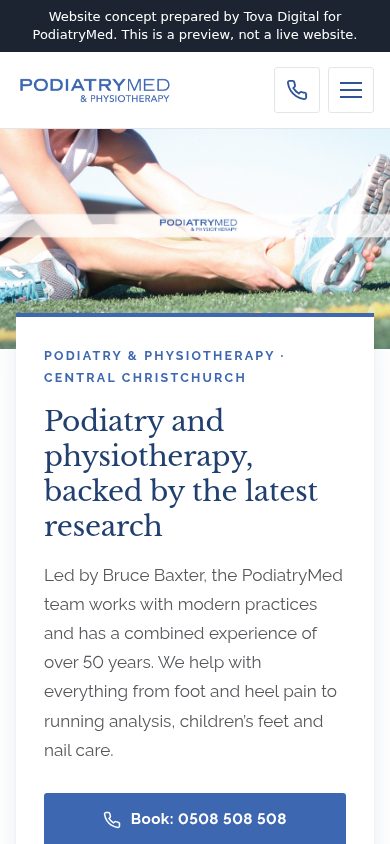 Website concept prepared by Tova Digital for
PodiatryMed. This is a preview, not a live website.
PODIATRYMED
& PHYSIOTHERAPY
PODIATRYMED
& PHYSIOTHERAPY
PODIATRY & PHYSIOTHERAPY ·
CENTRAL CHRISTCHURCH
Podiatry and
physiotherapy,
backed by the latest
research
Led by Bruce Baxter, the PodiatryMed
team works with modern practices
and has a combined experience of
over 50 years. We help with
everything from foot and heel pain to
running analysis, children’s feet and
nail care.
Book: 0508 508 508